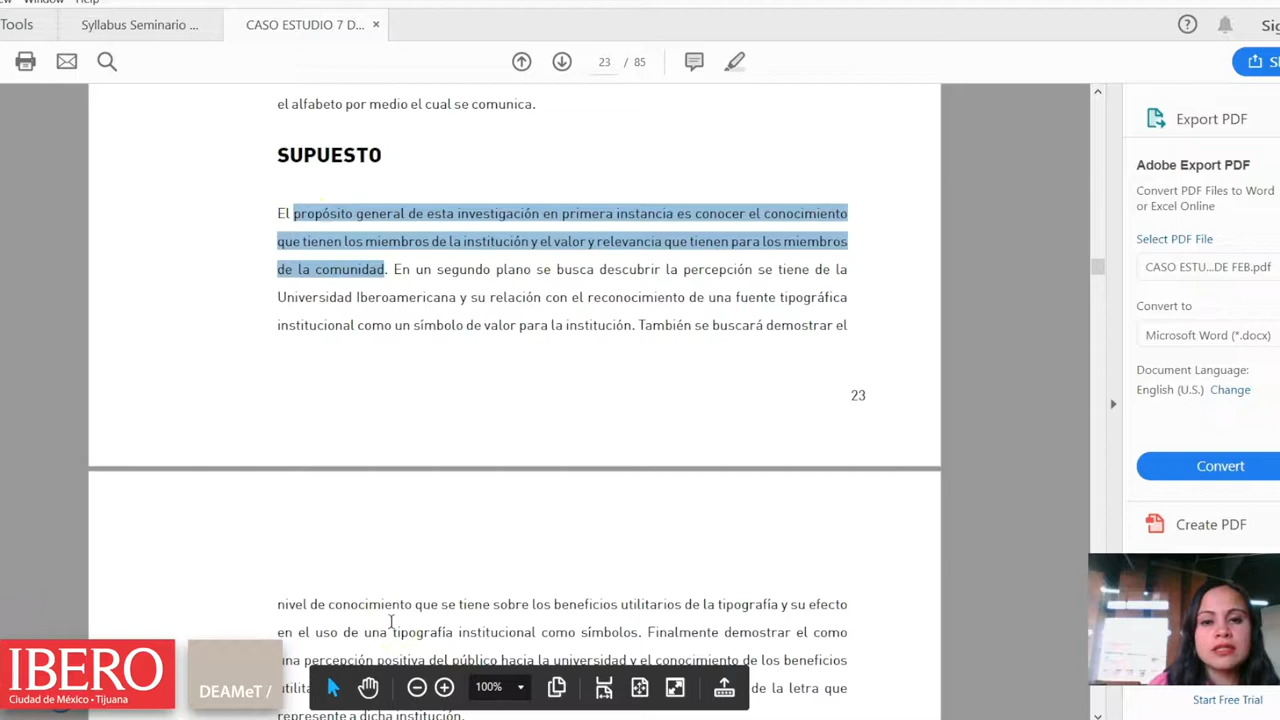 Window Help
Tools
Syllabus Seminario ...
CASO ESTUDIO 7 D... ×
23 / 85
el alfabeto por medio el cual se comunica.
SUPUESTO
El propósito general de esta investigación en primera instancia es conocer el conocimiento
que tienen los miembros de la institución y el valor y relevancia que tienen para los miembros
de la comunidad. En un segundo plano se busca descubrir la percepción se tiene de la
Universidad Iberoamericana y su relación con el reconocimiento de una fuente tipográfica
institucional como un símbolo de valor para la institución. También se buscará demostrar el
23
nivel de conocimiento que se tiene sobre los beneficios utilitarios de la tipografía y su efecto
en el uso de una tipografía institucional como símbolos. Finalmente demostrar el como
una percepción positiva del público hacia la universidad y el conocimiento de los beneficios
de la letra que
represente a dicha institución.
100%
Export PDF
Adobe Export PDF
Convert PDF Files to Word
or Excel Online
Select PDF File
CASO ESTU...DE FEB.pdf
Convert to
Microsoft Word (*.docx)
Document Language:
English (U.S.) Change
Convert
Create PDF
Start Free Trial
IBERO
Ciudad de México · Tijuana
DEAMeT /